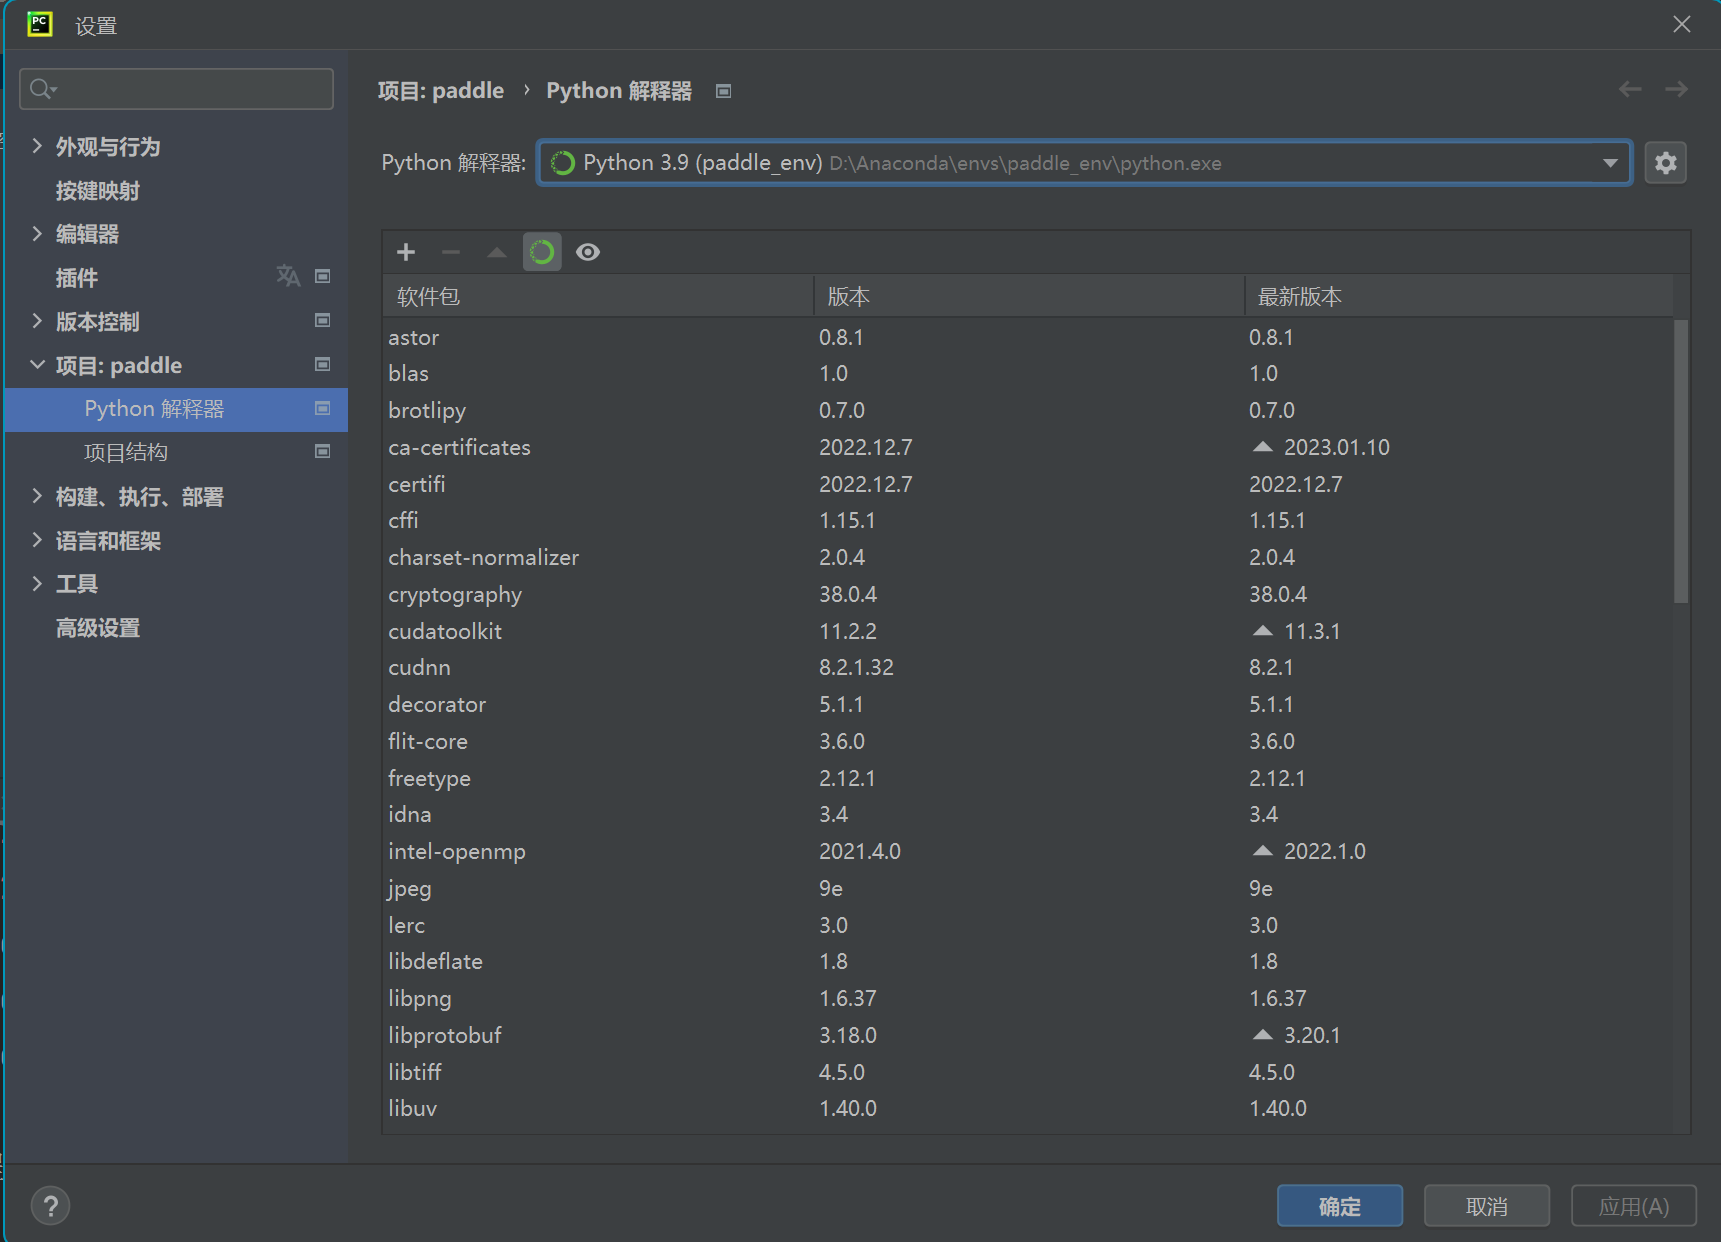 PC
设置
项目: paddle › Python 解释器
Python 解释器: Python 3.9 (paddle_env) D:\Anaconda\envs\paddle_env\python.exe
外观与行为
按键映射
编辑器
插件
版本控制
项目: paddle
Python 解释器
项目结构
构建、执行、部署
语言和框架
工具
高级设置
软件包 版本 最新版本
astor 0.8.1 0.8.1
blas 1.0 1.0
brotlipy 0.7.0 0.7.0
ca-certificates 2022.12.7 2023.01.10
certifi 2022.12.7 2022.12.7
cffi 1.15.1 1.15.1
charset-normalizer 2.0.4 2.0.4
cryptography 38.0.4 38.0.4
cudatoolkit 11.2.2 11.3.1
cudnn 8.2.1.32 8.2.1
decorator 5.1.1 5.1.1
flit-core 3.6.0 3.6.0
freetype 2.12.1 2.12.1
idna 3.4 3.4
intel-openmp 2021.4.0 2022.1.0
jpeg 9e 9e
lerc 3.0 3.0
libdeflate 1.8 1.8
libpng 1.6.37 1.6.37
libprotobuf 3.18.0 3.20.1
libtiff 4.5.0 4.5.0
libuv 1.40.0 1.40.0
? 确定 取消 应用(A)